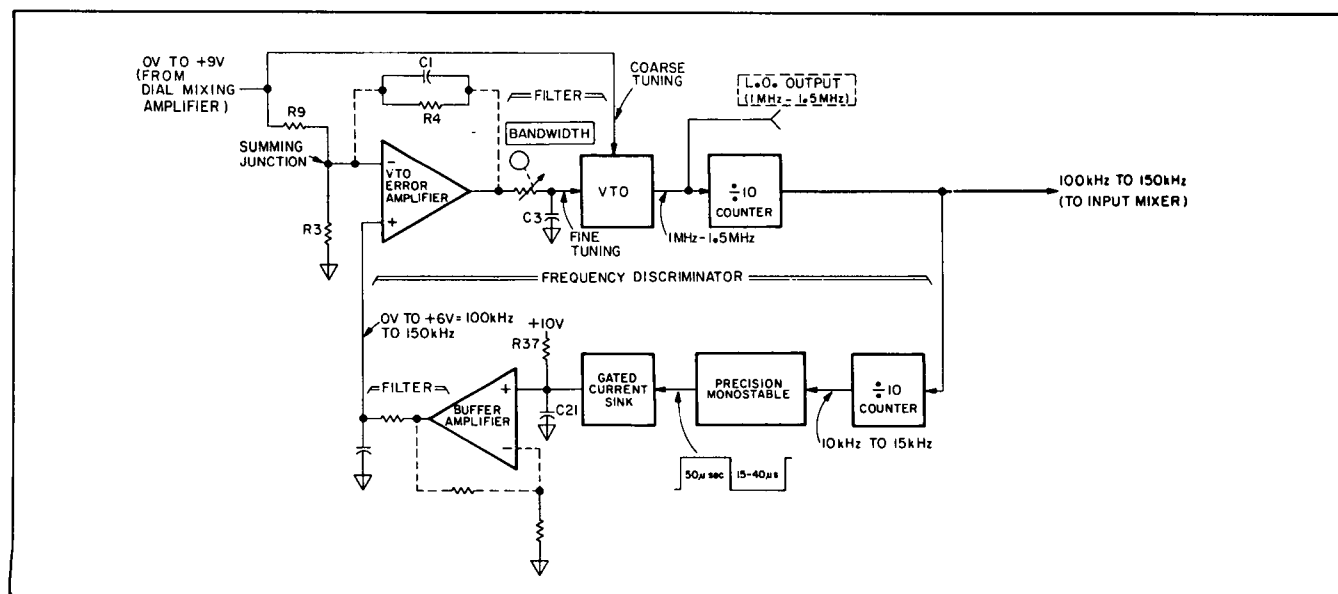 0V TO +9V
(FROM
DIAL MIXING
AMPLIFIER)
R9
SUMMING
JUNCTION
R3
C1
R4
FILTER
BANDWIDTH
COARSE
TUNING
L.O. OUTPUT
(1MHz - 1.5MHz)
-
VTO
ERROR
AMPLIFIER
+
C3
FINE
TUNING
VTO
1MHz-1.5MHz
÷10
COUNTER
100kHz TO 150kHz
(TO INPUT MIXER)
FREQUENCY DISCRIMINATOR
0V TO +6V = 100kHz
TO 150kHz
FILTER
BUFFER
AMPLIFIER
+
-
+10V
R37
C21
GATED
CURRENT
SINK
PRECISION
MONOSTABLE
÷10
COUNTER
10kHz TO 15kHz
50μsec
15-40μs